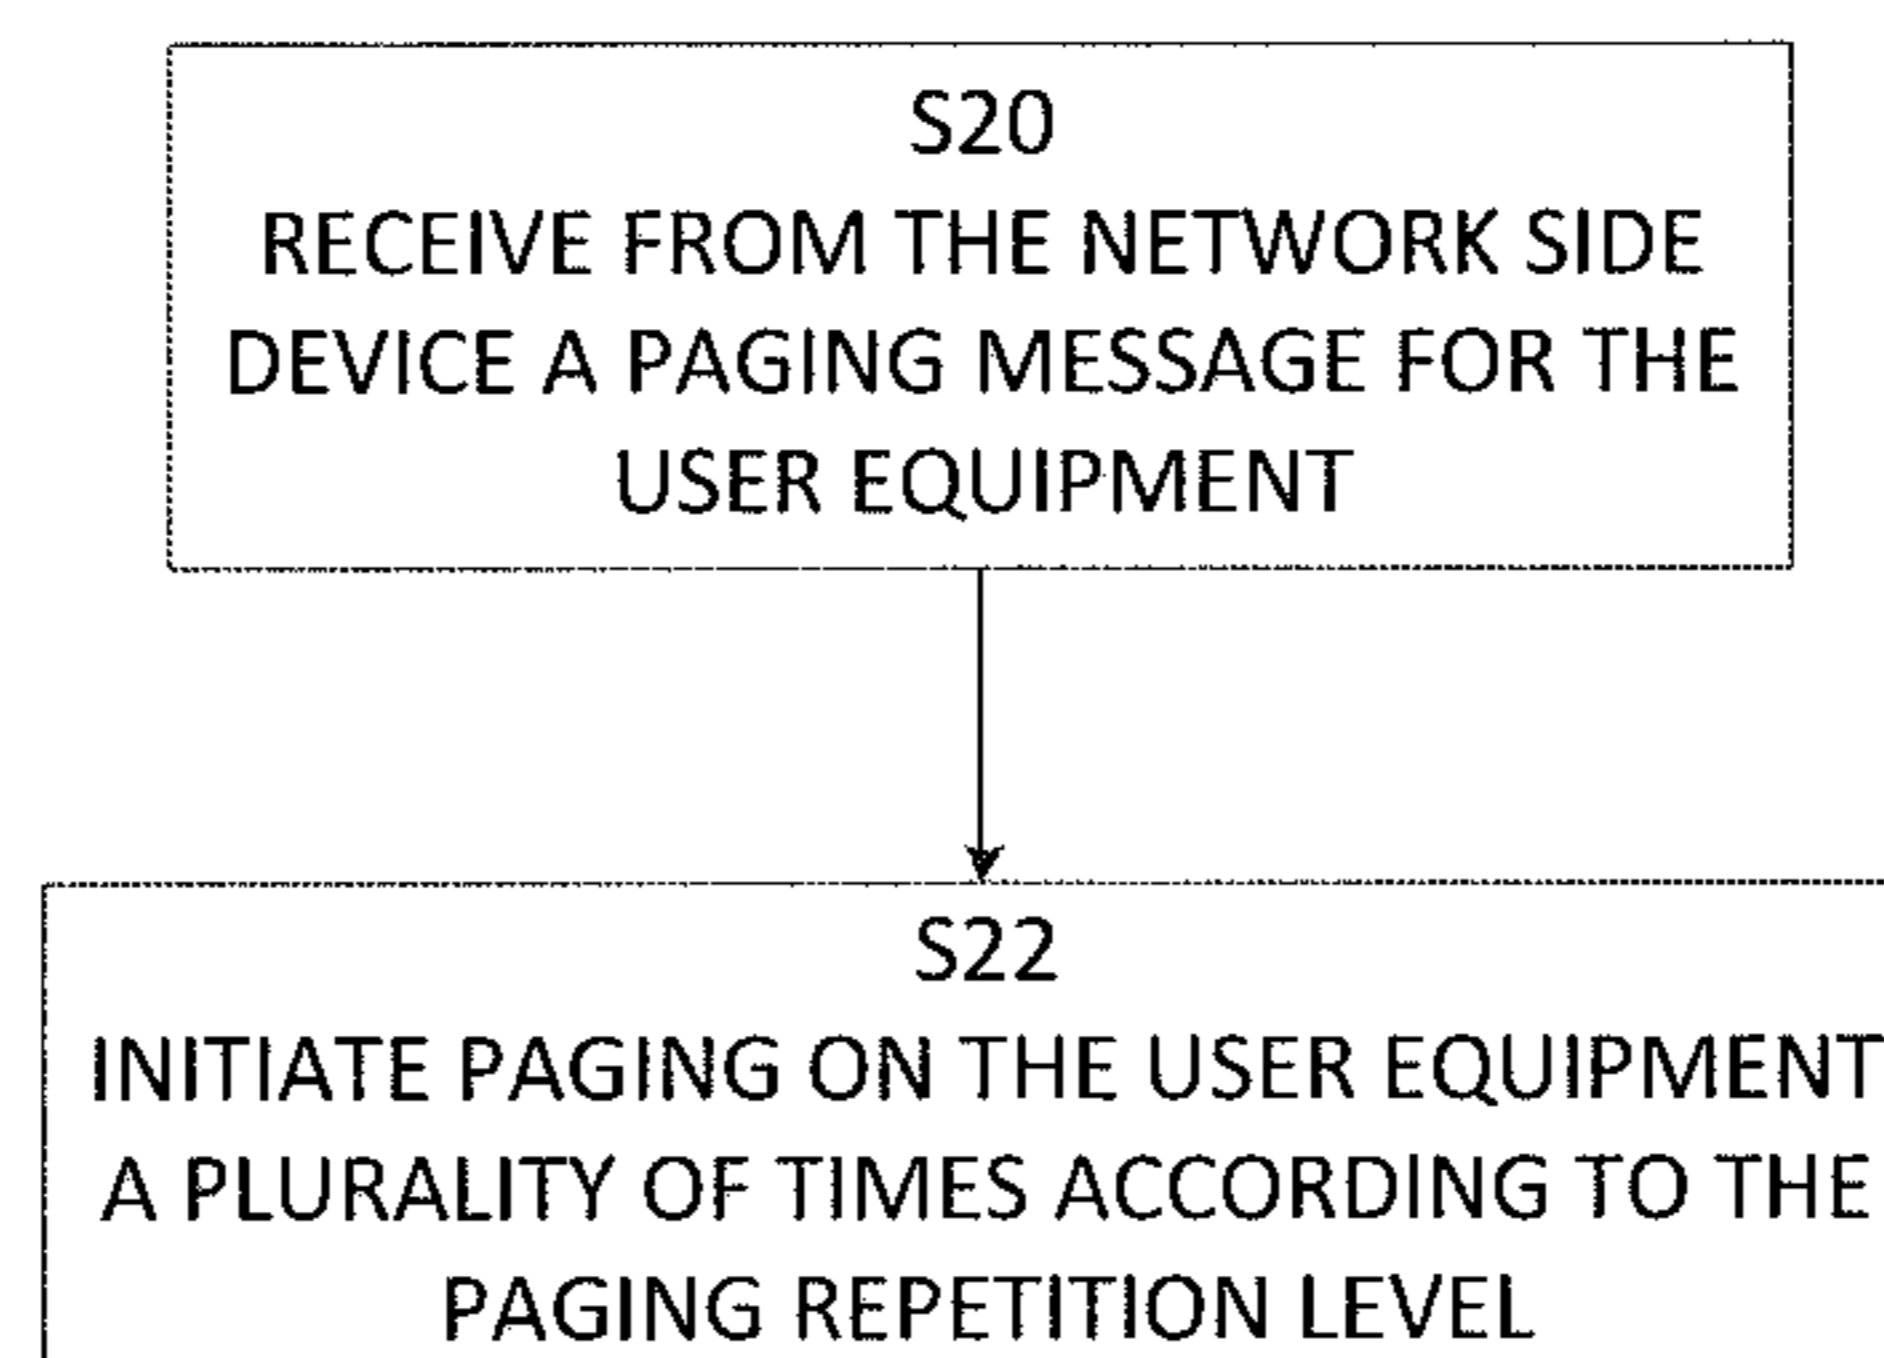 S20
RECEIVE FROM THE NETWORK SIDE
DEVICE A PAGING MESSAGE FOR THE
USER EQUIPMENT
S22
INITIATE PAGING ON THE USER EQUIPMENT
A PLURALITY OF TIMES ACCORDING TO THE
PAGING REPETITION LEVEL